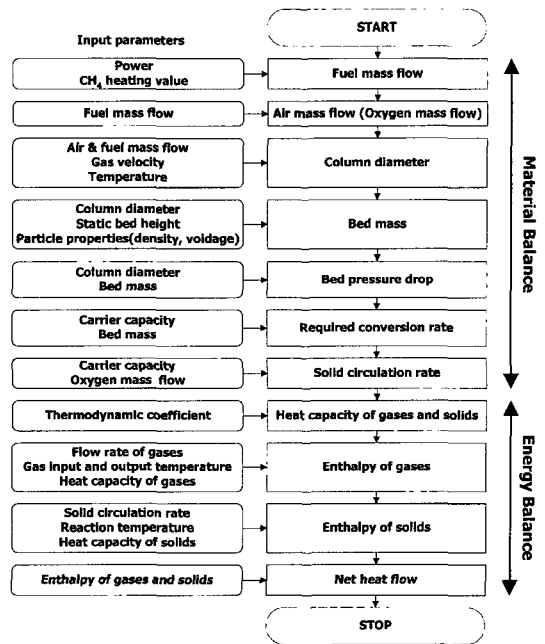 START
Input parameters
Power
CH₄ heating value
Fuel mass flow
Fuel mass flow
Air mass flow (Oxygen mass flow)
Air & fuel mass flow
Gas velocity
Temperature
Column diameter
Column diameter
Static bed height
Particle properties(density, voidage)
Bed mass
Column diameter
Bed mass
Bed pressure drop
Carrier capacity
Bed mass
Required conversion rate
Carrier capacity
Oxygen mass flow
Solid circulation rate
Material Balance
Thermodynamic coefficient
Heat capacity of gases and solids
Flow rate of gases
Gas input and output temperature
Heat capacity of gases
Enthalpy of gases
Solid circulation rate
Reaction temperature
Heat capacity of solids
Enthalpy of solids
Enthalpy of gases and solids
Net heat flow
Energy Balance
STOP